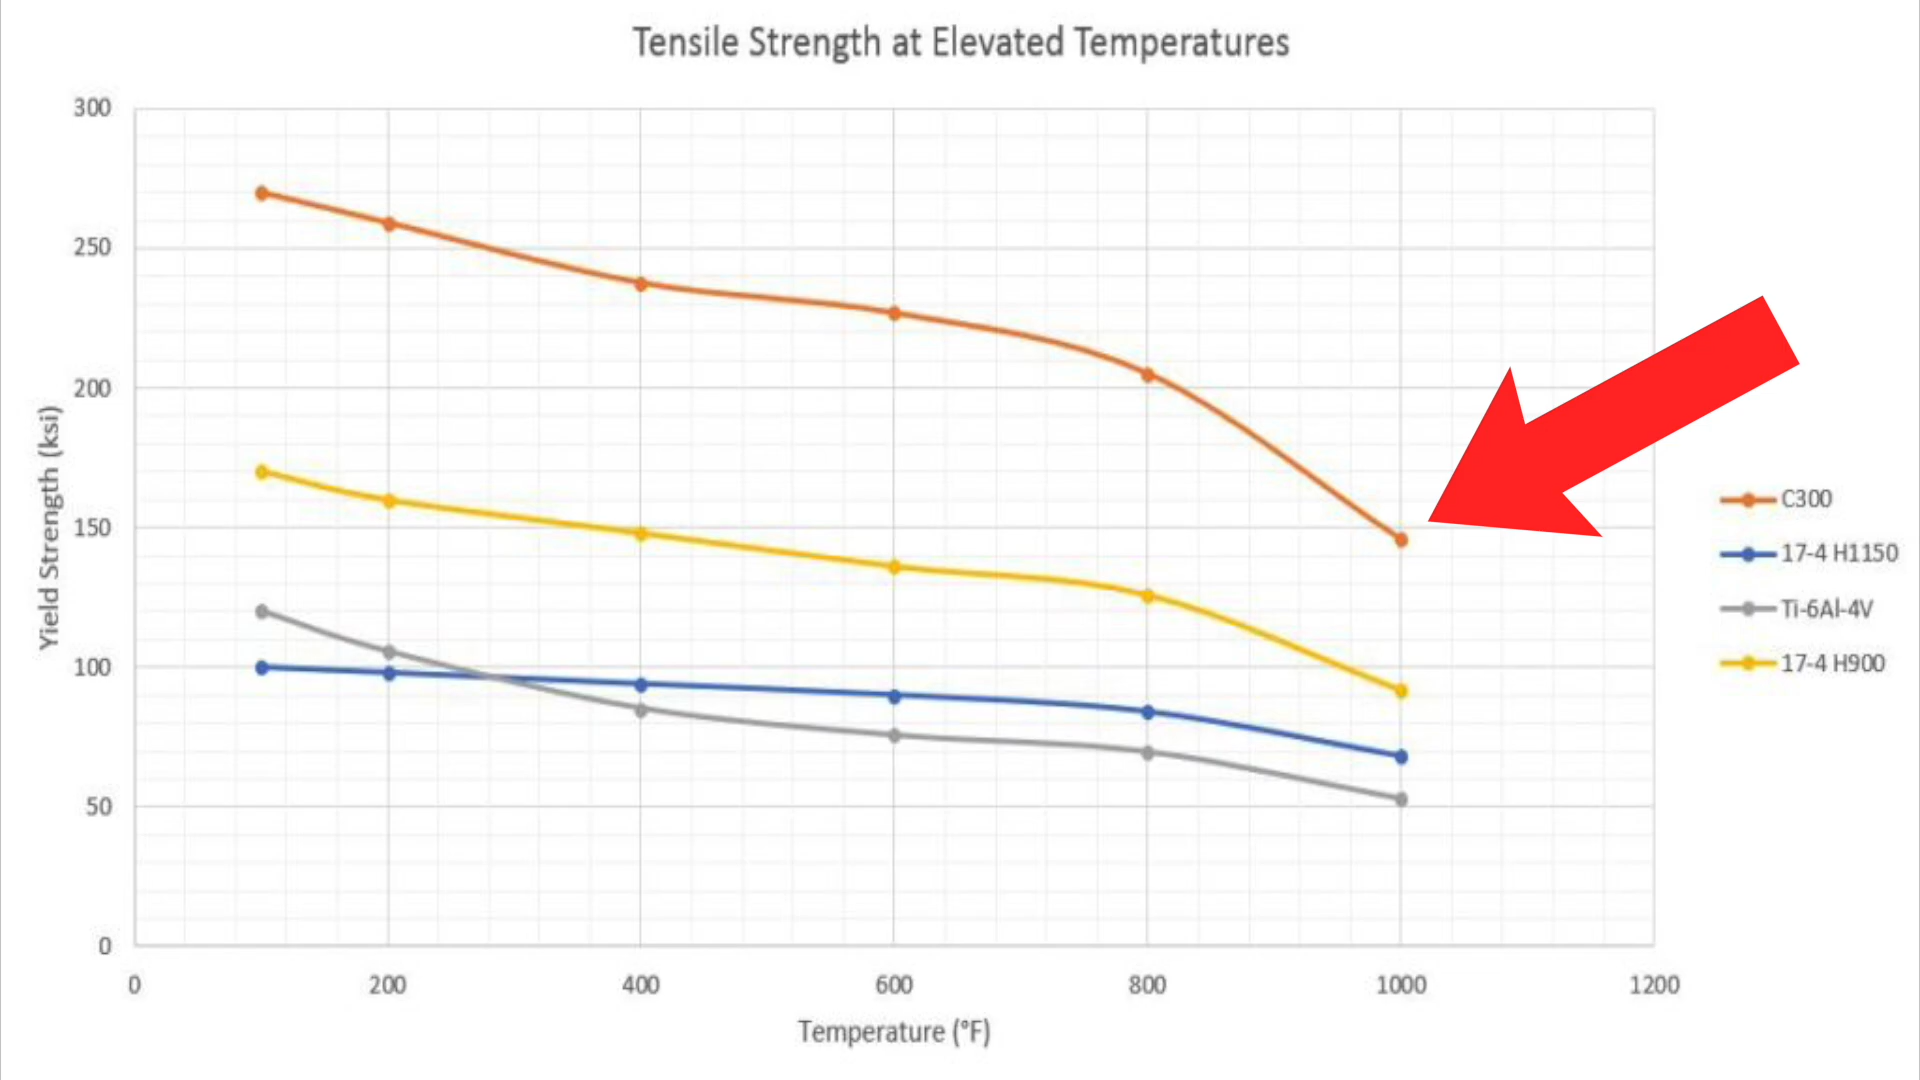 Tensile Strength at Elevated Temperatures
300
250
200
150
100
50
0
Yield Strength (ksi)
0 200 400 600 800 1000 1200
Temperature (°F)
C300
17-4 H1150
Ti-6Al-4V
17-4 H900